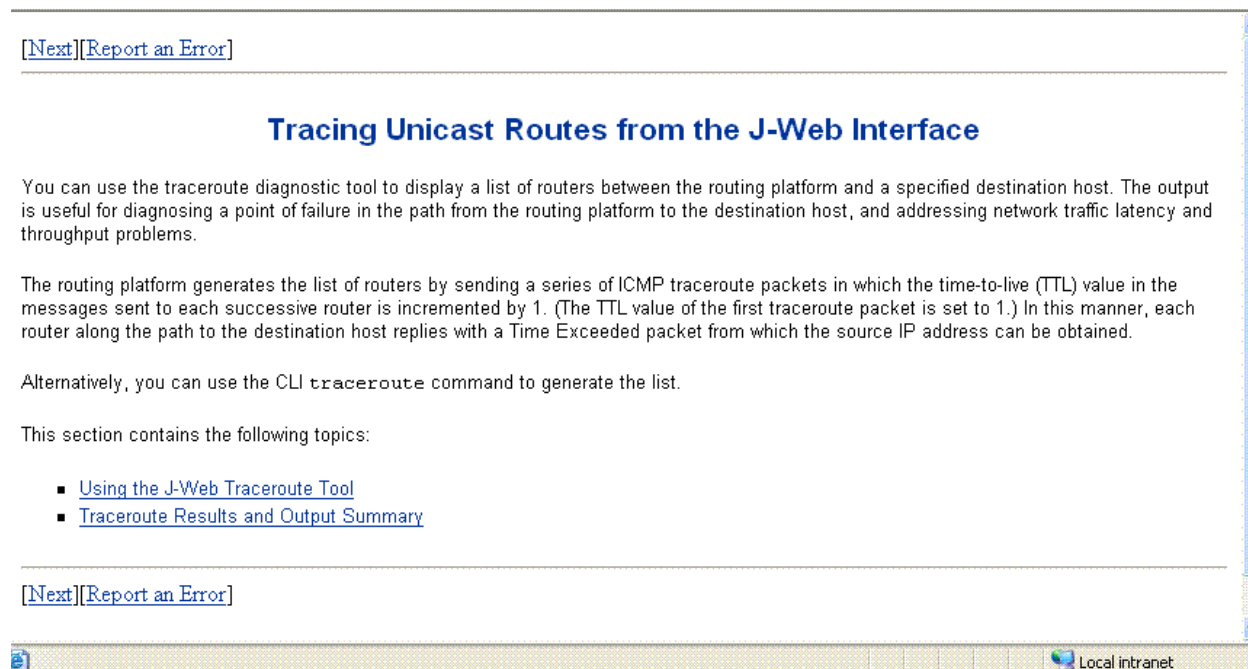 [Next][Report an Error]
Tracing Unicast Routes from the J-Web Interface
You can use the traceroute diagnostic tool to display a list of routers between the routing platform and a specified destination host. The output
is useful for diagnosing a point of failure in the path from the routing platform to the destination host, and addressing network traffic latency and
throughput problems.
The routing platform generates the list of routers by sending a series of ICMP traceroute packets in which the time-to-live (TTL) value in the
messages sent to each successive router is incremented by 1. (The TTL value of the first traceroute packet is set to 1.) In this manner, each
router along the path to the destination host replies with a Time Exceeded packet from which the source IP address can be obtained.
Alternatively, you can use the CLI traceroute command to generate the list.
This section contains the following topics:
▪ Using the J-Web Traceroute Tool
▪ Traceroute Results and Output Summary
[Next][Report an Error]
Local intranet